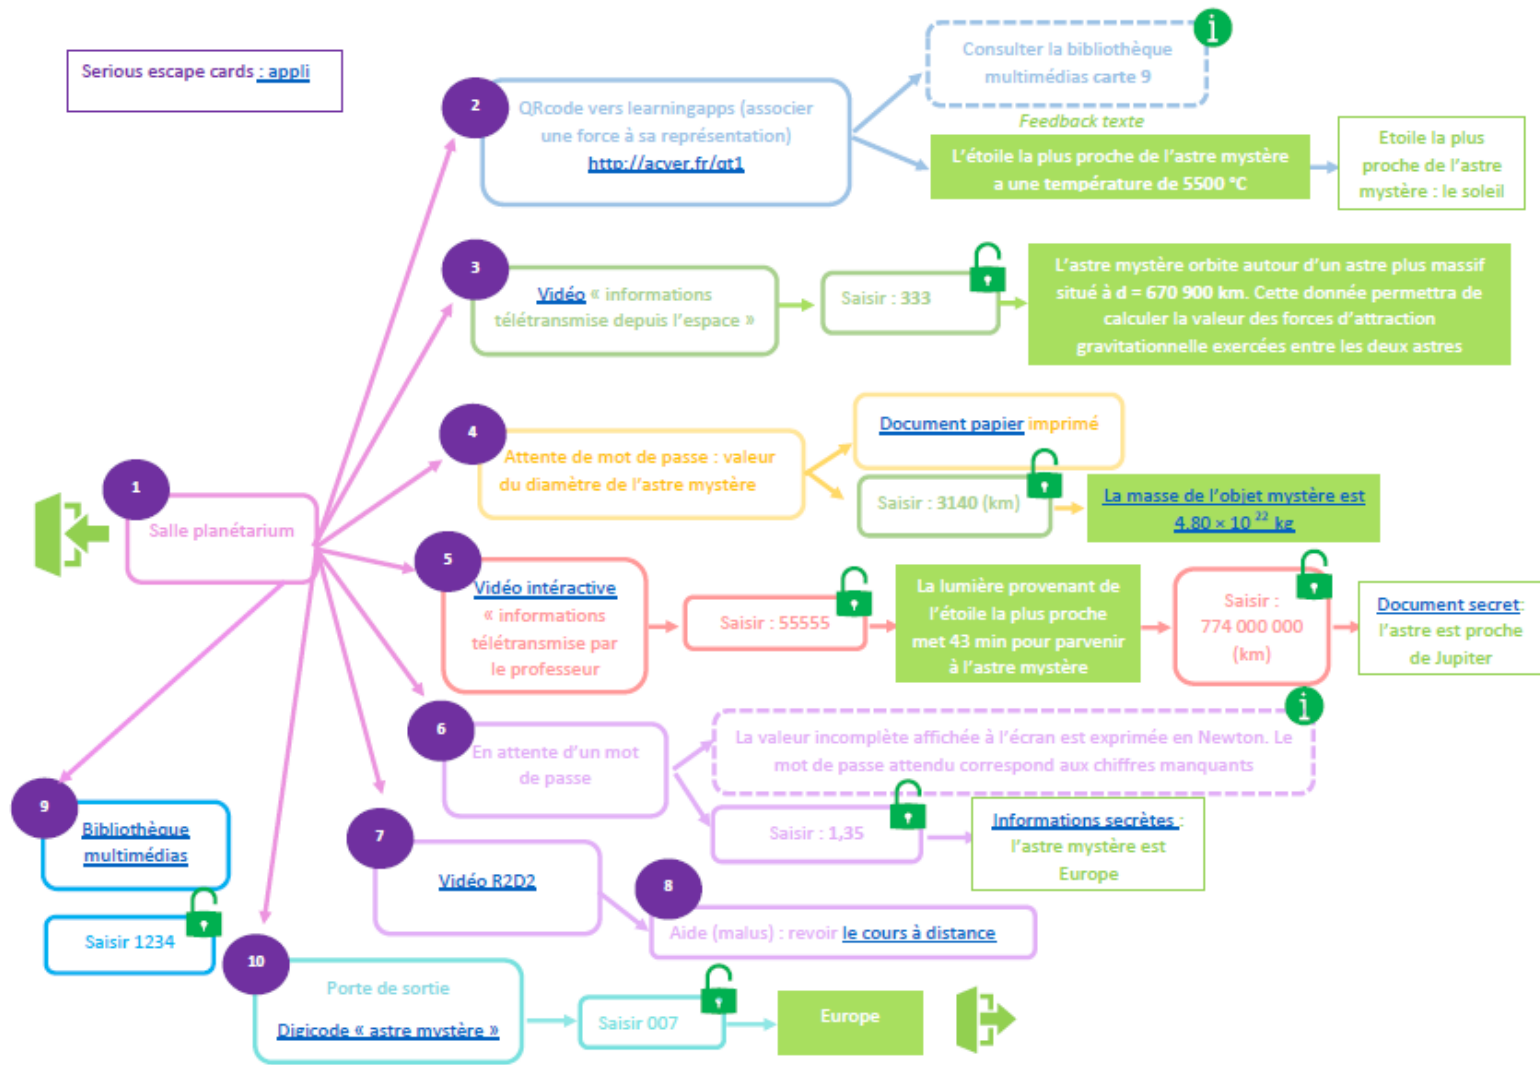 Serious escape cards : appli
2
QRcode vers learningapps (associer
une force à sa représentation)
http://acver.fr/gt1
Consulter la bibliothèque
multimédias carte 9
i
Feedback texte
L'étoile la plus proche de l'astre mystère
a une température de 5500 °C
Etoile la plus
proche de l'astre
mystère : le soleil
3
Vidéo « informations
télétransmise depuis l'espace »
Saisir : 333
L'astre mystère orbite autour d'un astre plus massif
situé à d = 670 900 km. Cette donnée permettra de
calculer la valeur des forces d'attraction
gravitationnelle exercées entre les deux astres
4
Attente de mot de passe : valeur
du diamètre de l'astre mystère
Document papier imprimé
Saisir : 3140 (km)
La masse de l'objet mystère est
4.80 × 10 22 kg
1
Salle planétarium
5
Vidéo intéractive
« informations
télétransmise par
le professeur
Saisir : 55555
La lumière provenant de
l'étoile la plus proche
met 43 min pour parvenir
à l'astre mystère
Saisir :
774 000 000
(km)
Document secret:
l'astre est proche
de Jupiter
6
En attente d'un mot
de passe
La valeur incomplète affichée à l'écran est exprimée en Newton. Le
mot de passe attendu correspond aux chiffres manquants
i
Saisir : 1,35
Informations secrètes :
l'astre mystère est
Europe
9
Bibliothèque
multimédias
Saisir 1234
7
Vidéo R2D2
8
Aide (malus) : revoir le cours à distance
10
Porte de sortie
Digicode « astre mystère »
Saisir 007
Europe